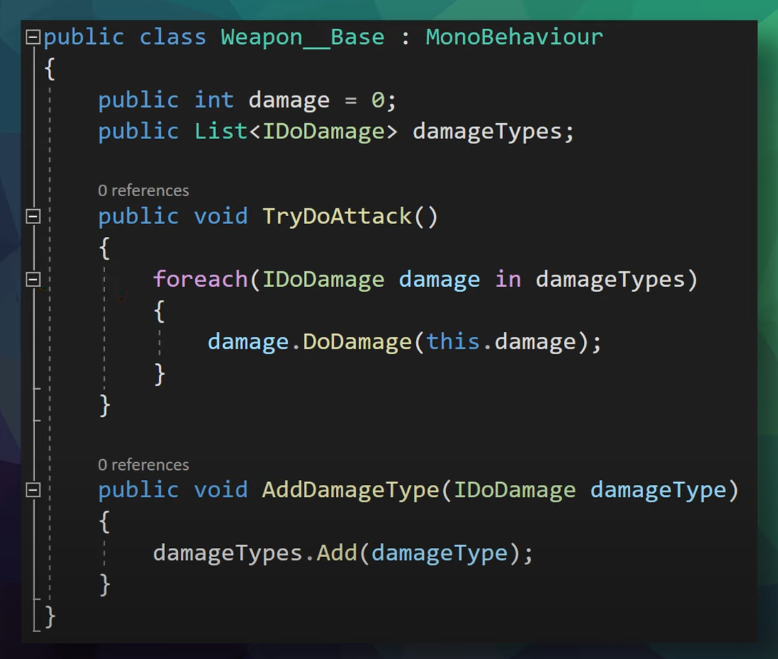 public class Weapon__Base : MonoBehaviour
{
public int damage = 0;
public List<IDoDamage> damageTypes;
0 references
public void TryDoAttack()
{
foreach(IDoDamage damage in damageTypes)
{
damage.DoDamage(this.damage);
}
}
0 references
public void AddDamageType(IDoDamage damageType)
{
damageTypes.Add(damageType);
}
}